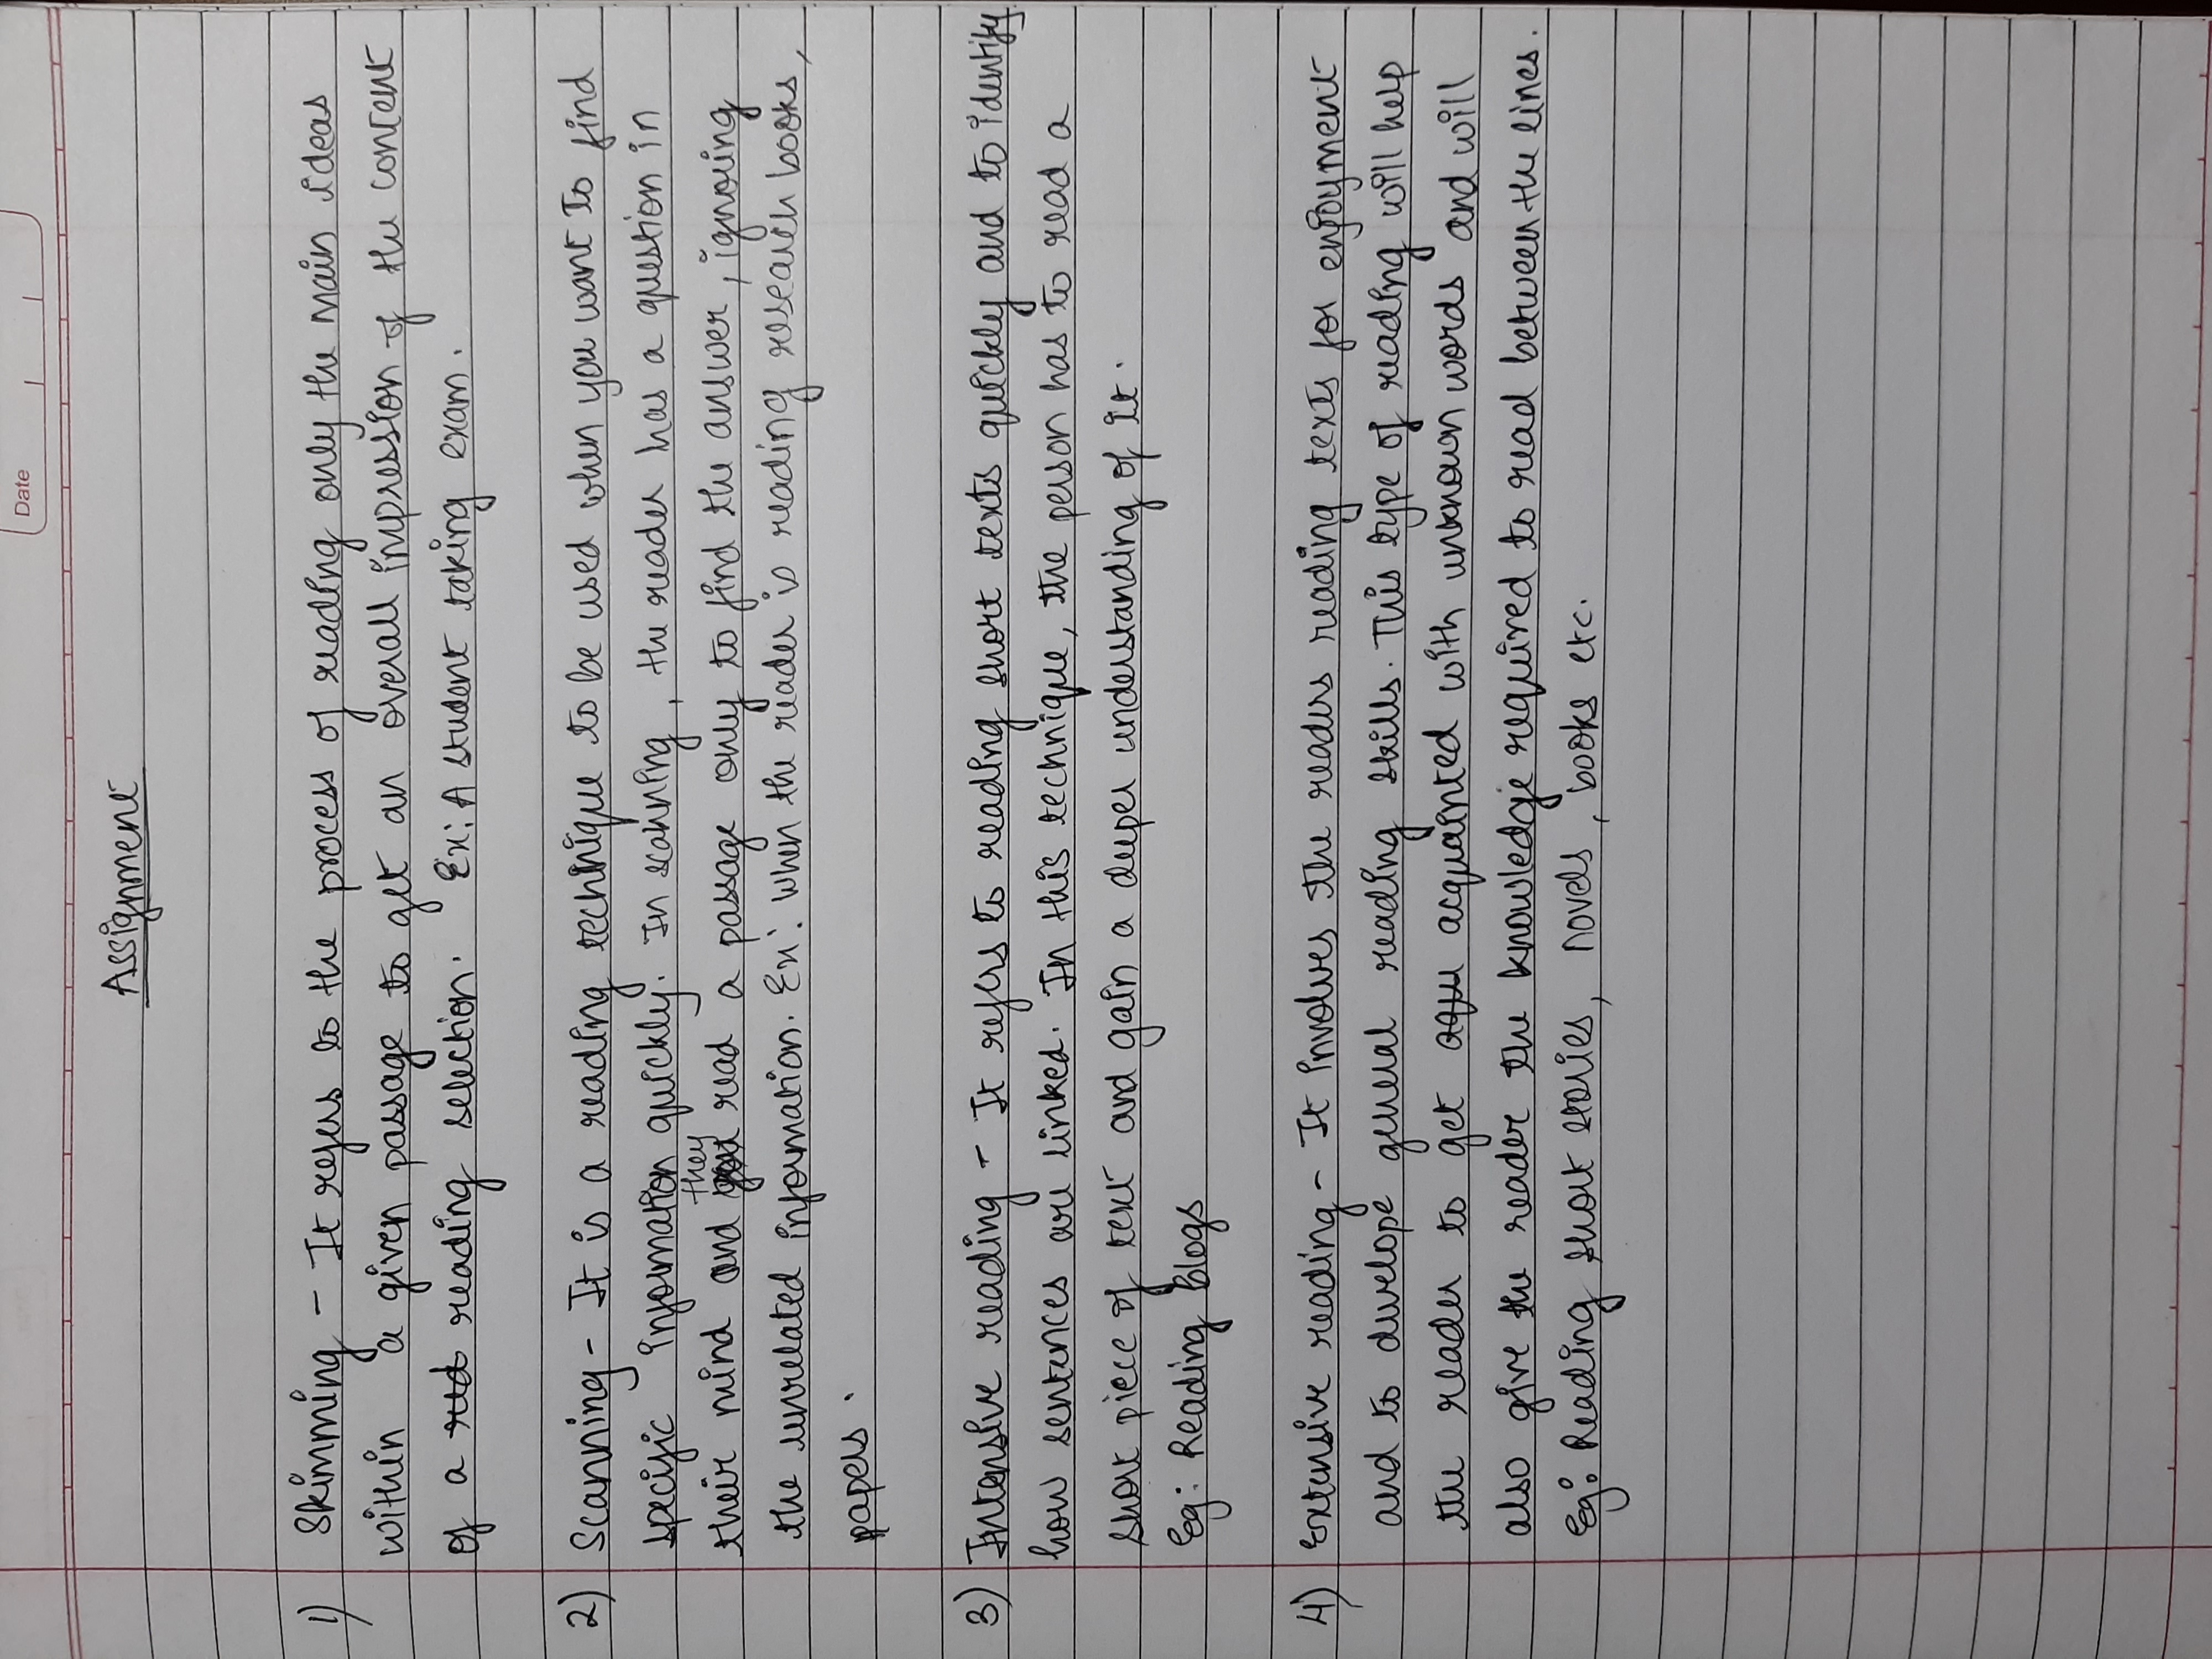 Date
Assignment
1) Skimming - It refers to the process of reading only the main ideas
within a given passage to get an overall impression of the content
of a reading selection. Ex: A student taking exam.
2) Scanning - It is a reading technique to be used when you want to find
specific information quickly. In scanning, the reader has a question in
they
their mind and read a passage only to find the answer, ignoring
the unrelated information. Ex: When the reader is reading research books,
papers.
3) Intensive reading - It refers to reading short texts quickly and to identify
how sentences are linked. In this technique, the person has to read a
short piece of text and gain a deeper understanding of it.
Eg: Reading Blogs
4) Extensive reading - It involves the readers reading texts for enjoyment
and to develope general reading skills. This type of reading will help
the reader to get acquainted with unknown words and will
also give the reader the knowledge required to read between the lines.
Eg: Reading short stories, novels, books etc.